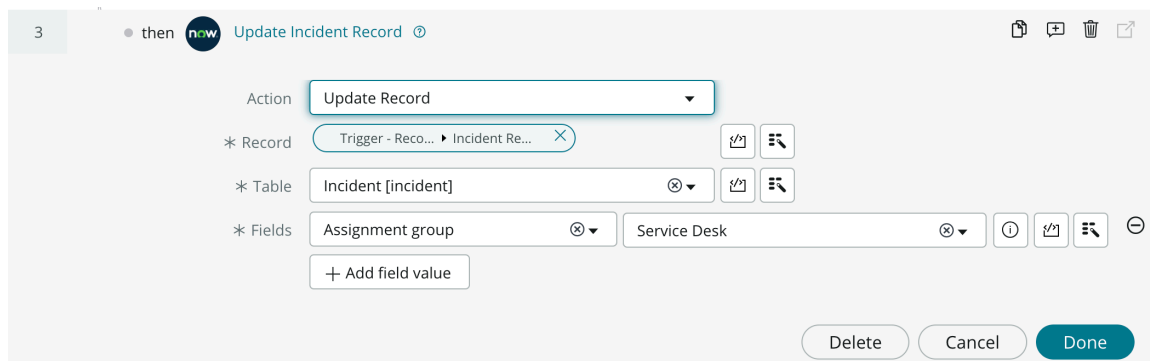 3 then now Update Incident Record ?
Action Update Record
* Record Trigger - Reco... ▸ Incident Re...
* Table Incident [incident]
* Fields Assignment group Service Desk
+ Add field value
Delete Cancel Done